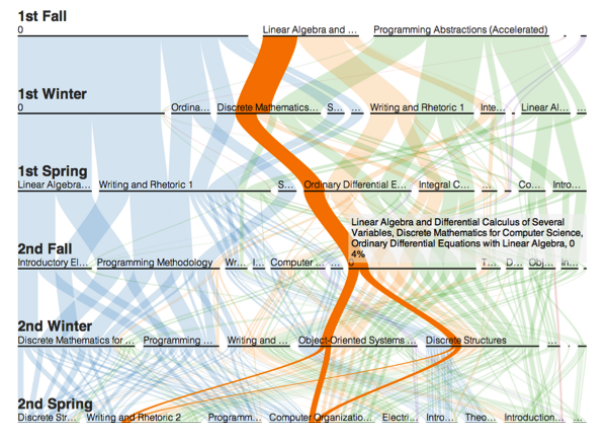 1st Fall
0 Linear Algebra and ... Programming Abstractions (Accelerated)
1st Winter
0 Ordina... Discrete Mathematics... S... ... Writing and Rhetoric 1 Inte... Linear Al... ...
1st Spring
Linear Algebra... Writing and Rhetoric 1 S... Ordinary Differential E... Integral C... ... Co... Intro...
Linear Algebra and Differential Calculus of Several
Variables, Discrete Mathematics for Computer Science,
Ordinary Differential Equations with Linear Algebra, 0
4%
2nd Fall
Introductory El... Programming Methodology Wr... I... Computer ... ... 0 T... D... Obj... In...
2nd Winter
Discrete Mathematics for ... Programming ... Writing and ... Object-Oriented Systems ... Discrete Structures ...
2nd Spring
Discrete Str... Writing and Rhetoric 2 Programm... Computer Organizatio... Electri... Intro... Theo... Introduction... ...